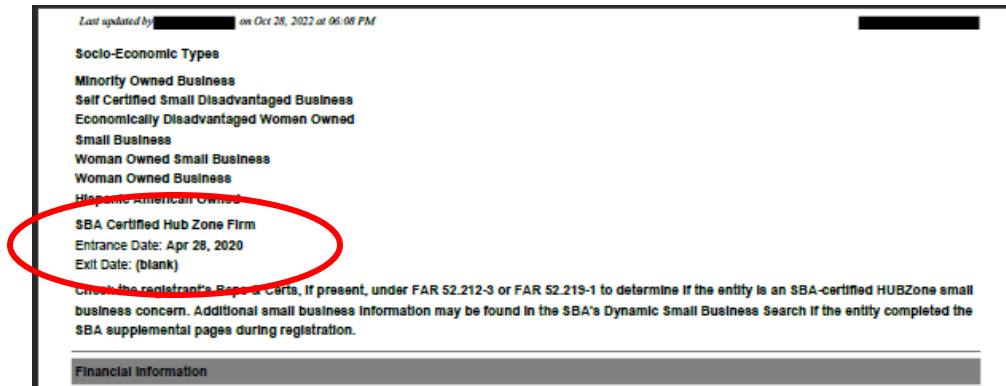 Last updated by on Oct 28, 2022 at 06:08 PM
Socio-Economic Types
Minority Owned Business
Self Certified Small Disadvantaged Business
Economically Disadvantaged Women Owned
Small Business
Woman Owned Small Business
Woman Owned Business
Hispanic American Owned
SBA Certified Hub Zone Firm
Entrance Date: Apr 28, 2020
Exit Date: (blank)
Check the registrant's Reps & Certs, if present, under FAR 52.212-3 or FAR 52.219-1 to determine if the entity is an SBA-certified HUBZone small
business concern. Additional small business information may be found in the SBA's Dynamic Small Business Search if the entity completed the
SBA supplemental pages during registration.
Financial Information